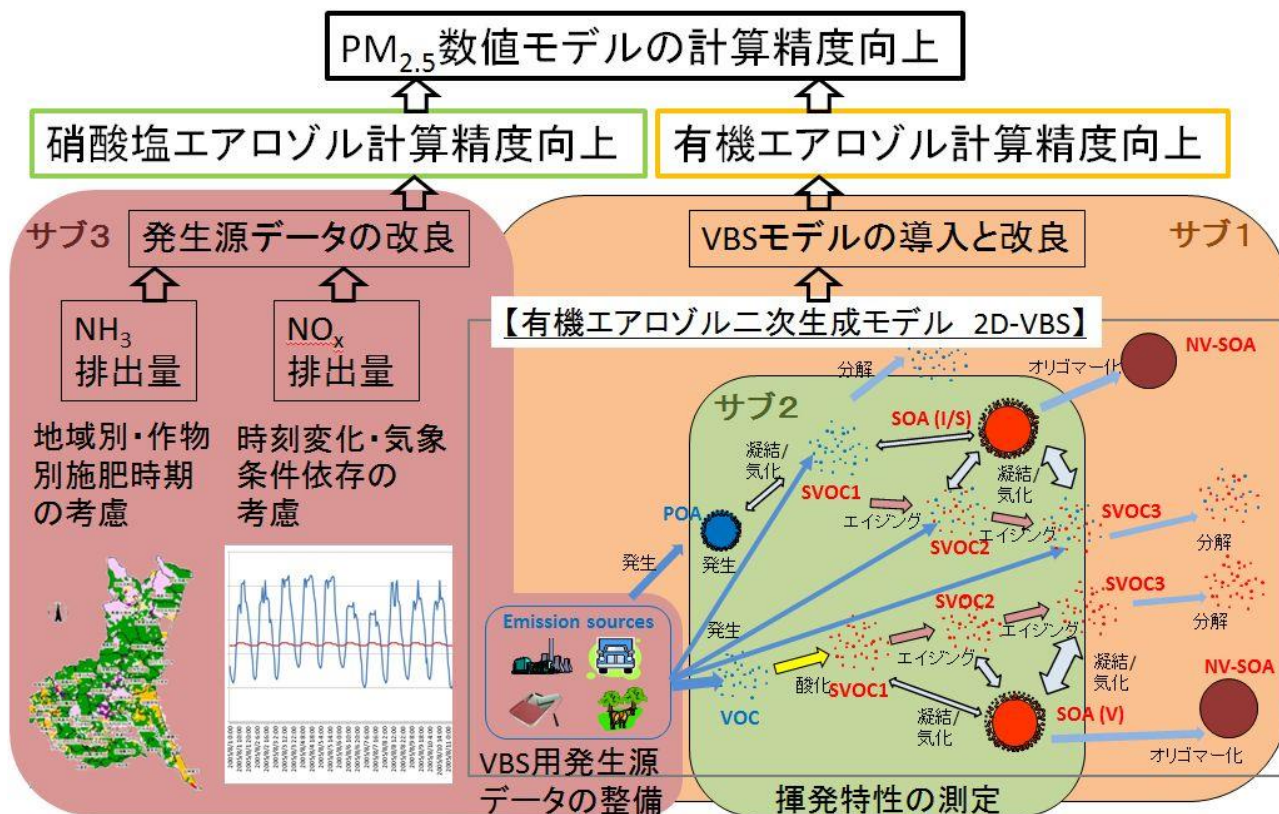 PM2.5数値モデルの計算精度向上
硝酸塩エアロゾル計算精度向上
有機エアロゾル計算精度向上
サブ3
発生源データの改良
VBSモデルの導入と改良
サブ1
NH3
排出量
NOx
排出量
地域別・作物
別施肥時期
の考慮
時刻変化・気象
条件依存の
考慮
【有機エアロゾル二次生成モデル 2D-VBS】
分解
オリゴマー化
NV-SOA
サブ2
SOA (I/S)
凝結/
気化
SVOC1
凝結/
気化
エイジング
POA
発生
発生
SVOC2
エイジング
SVOC3
分解
Emission sources
発生
VOC
酸化
SVOC1
エイジング
SVOC2
エイジング
SVOC3
分解
凝結/
気化
凝結/
気化
SOA (V)
NV-SOA
オリゴマー化
VBS用発生源
データの整備
揮発特性の測定